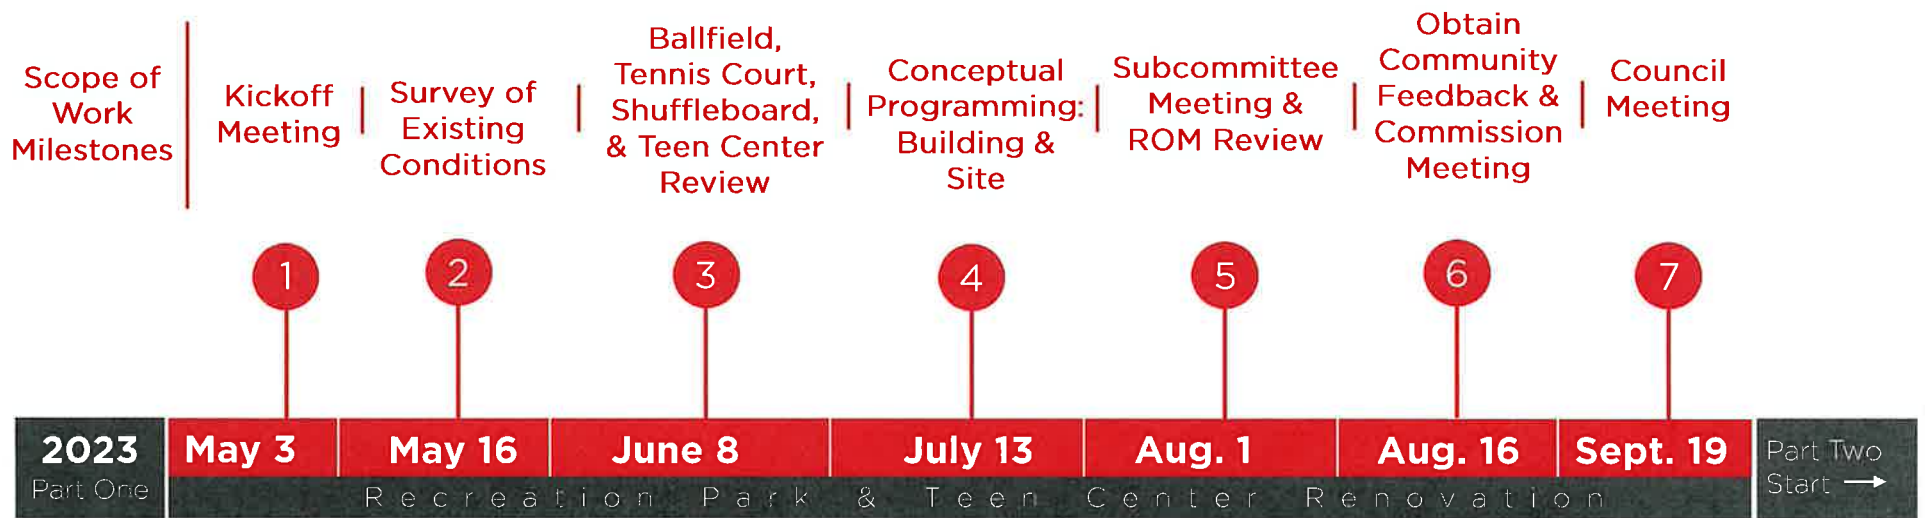 Scope of
Work
Milestones
Kickoff
Meeting
Survey of
Existing
Conditions
Ballfield,
Tennis Court,
Shuffleboard,
& Teen Center
Review
Conceptual
Programming:
Building &
Site
Subcommittee
Meeting &
ROM Review
Obtain
Community
Feedback &
Commission
Meeting
Council
Meeting
1
2
3
4
5
6
7
2023
Part One
May 3
May 16
June 8
July 13
Aug. 1
Aug. 16
Sept. 19
Part Two
Start →
Recreation Park & Teen Center Renovation